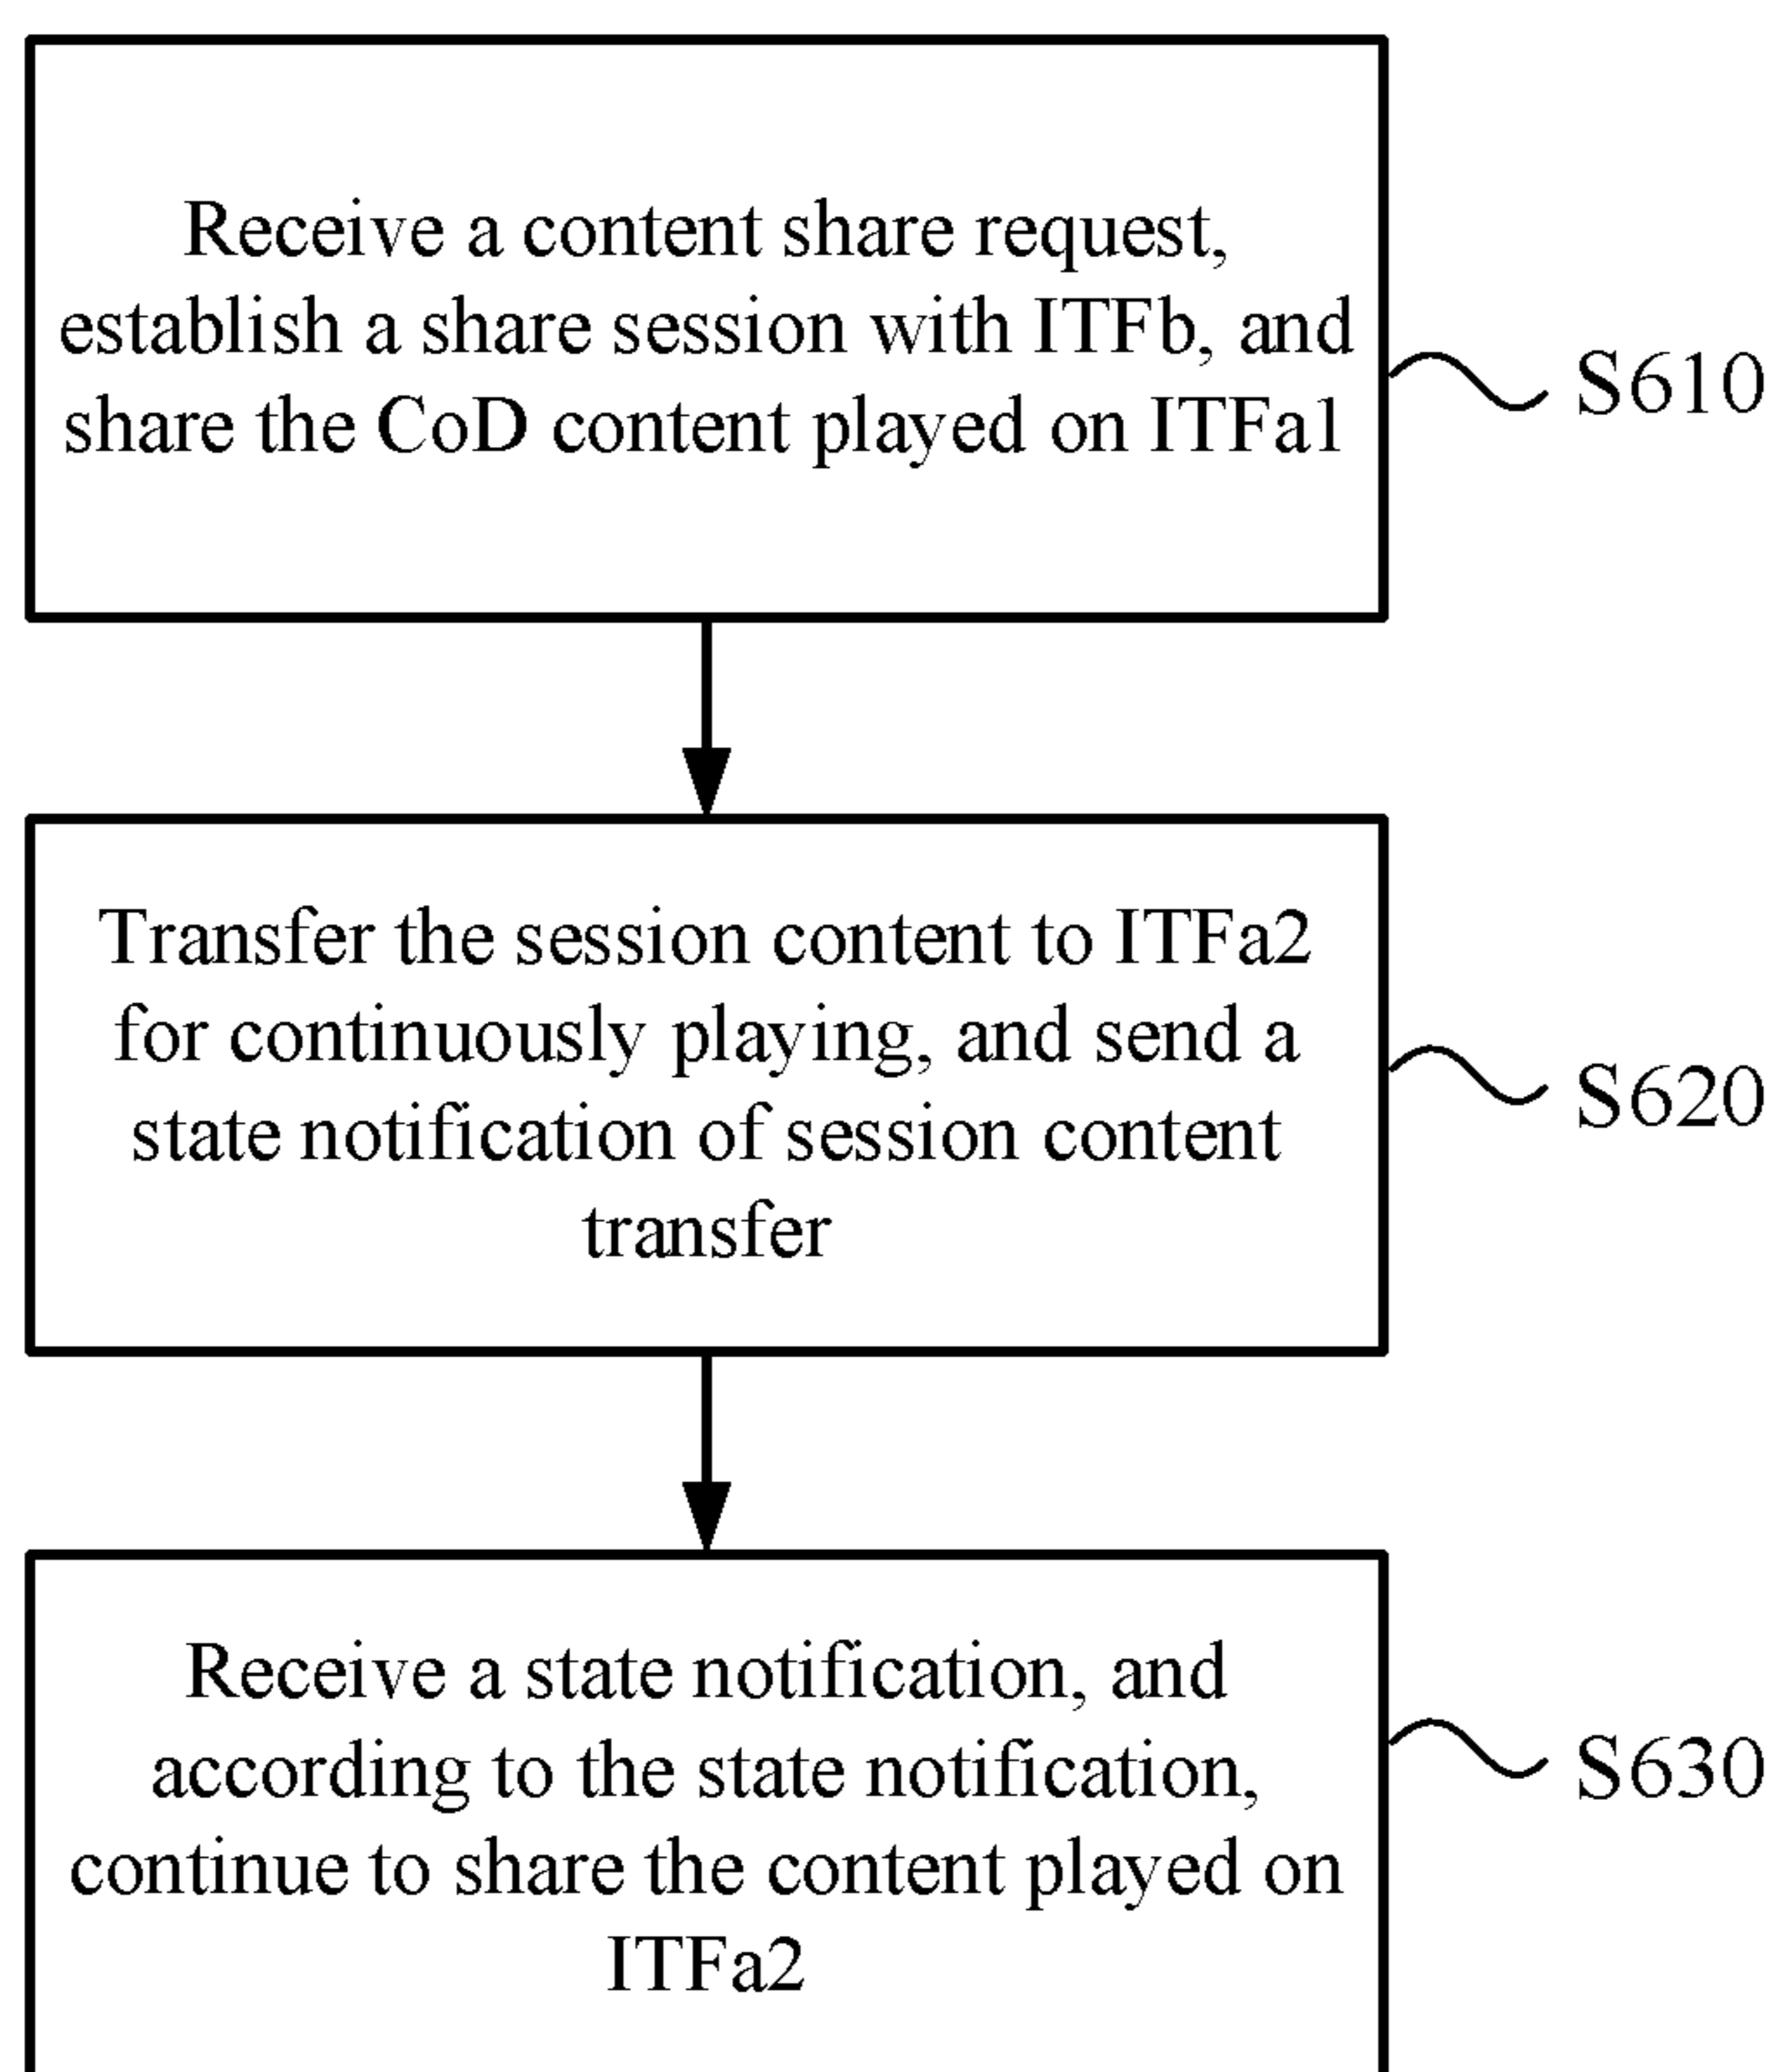 Receive a content share request,
establish a share session with ITFb, and
share the CoD content played on ITFa1
S610
Transfer the session content to ITFa2
for continuously playing, and send a
state notification of session content
transfer
S620
Receive a state notification, and
according to the state notification,
continue to share the content played on
ITFa2
S630